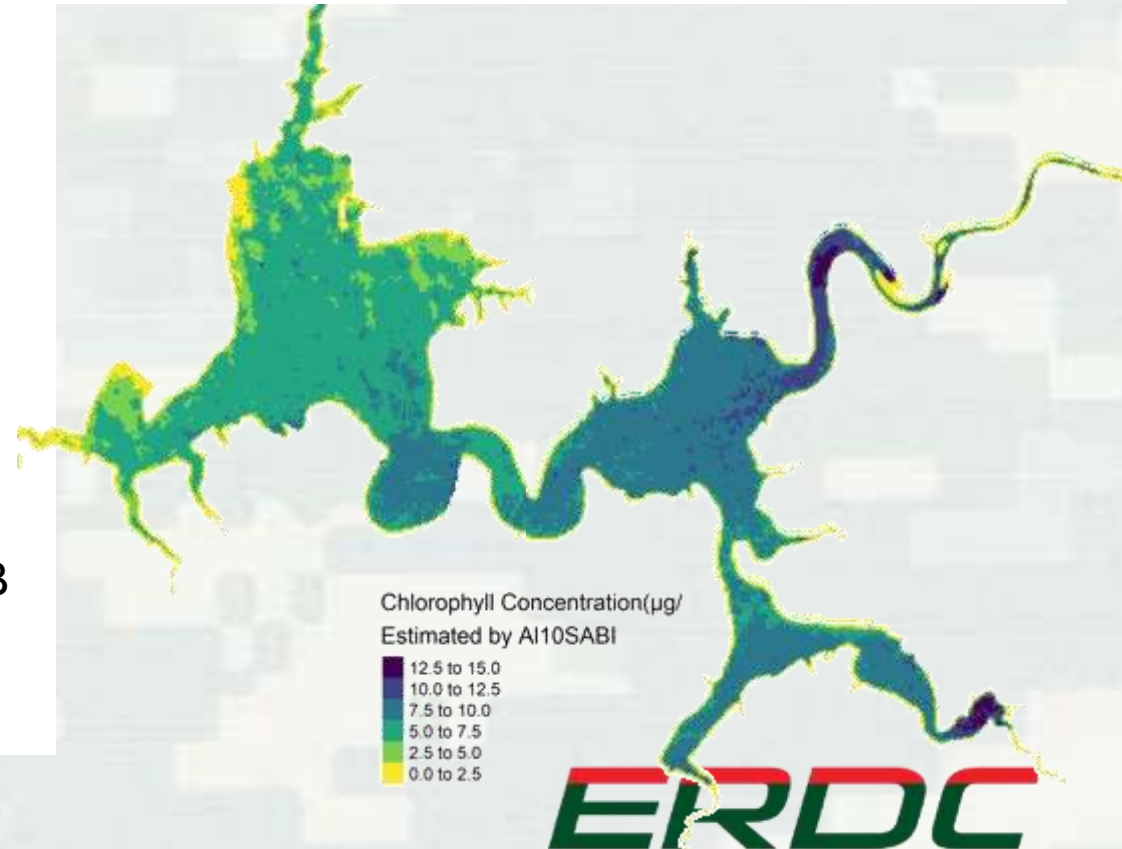 Chlorophyll Concentration(µg/
Estimated by Al10SABI
12.5 to 15.0
10.0 to 12.5
7.5 to 10.0
5.0 to 7.5
2.5 to 5.0
0.0 to 2.5
ERDC